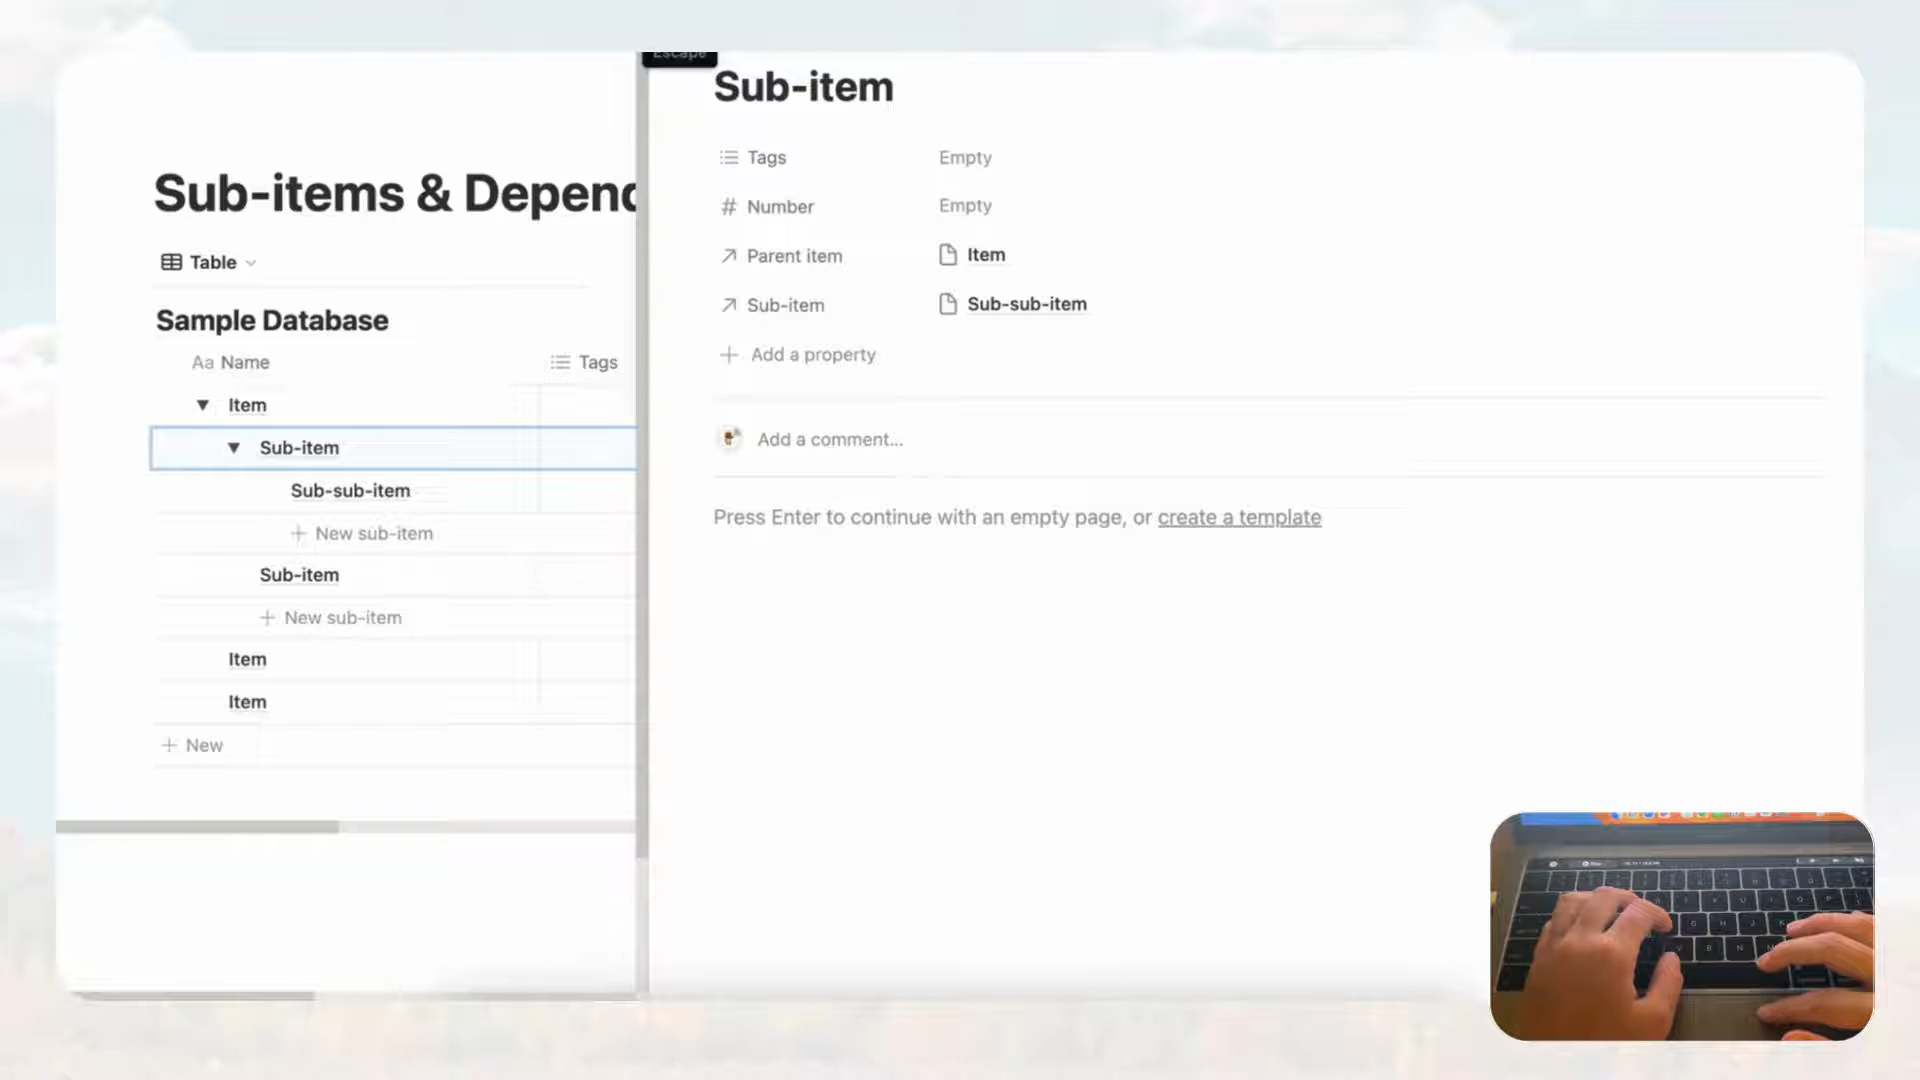 Escape
Sub-items & Depend
Table
Sample Database
Aa Name
Tags
Item
Sub-item
Sub-sub-item
+ New sub-item
Sub-item
+ New sub-item
Item
Item
+ New
Sub-item
Tags Empty
# Number Empty
Parent item Item
Sub-item Sub-sub-item
+ Add a property
Add a comment...
Press Enter to continue with an empty page, or create a template